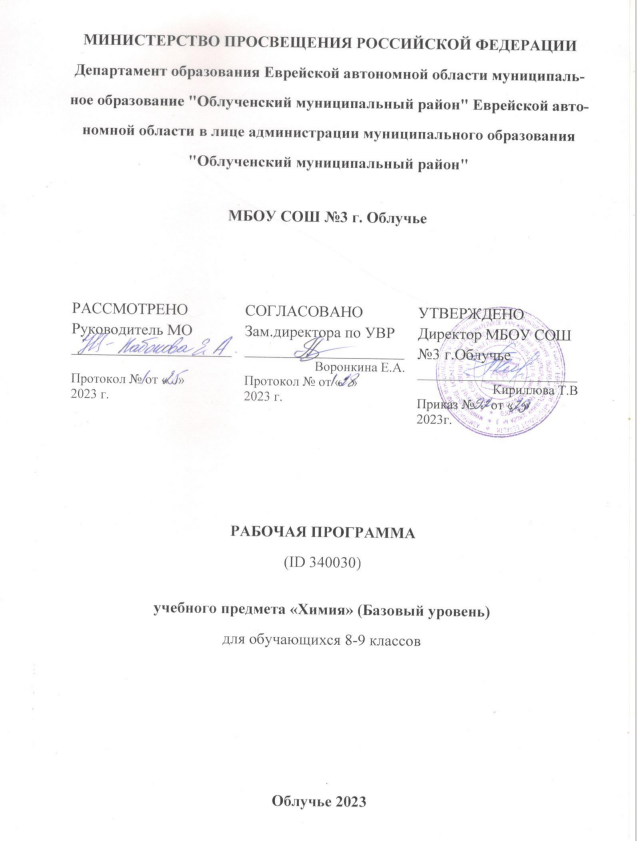 МИНИСТЕРСТВО ПРОСВЕЩЕНИЯ РОССИЙСКОЙ ФЕДЕРАЦИИ
Департамент образования Еврейской автономной области муниципаль-
ное образование "Облученский муниципальный район" Еврейской авто-
номной области в лице администрации муниципального образования
"Облученский муниципальный район"
МБОУ СОШ №3 г. Облучье
РАССМОТРЕНО
Руководитель МО
Протокол №1 от «25»
2023 г.
СОГЛАСОВАНО
Зам.директора по УВР
Воронкина Е.А.
Протокол № от «28»
2023 г.
УТВЕРЖДЕНО
Директор МБОУ СОШ
№3 г.Облучье
Кириллова Т.В
Приказ № от
2023г.
РАБОЧАЯ ПРОГРАММА
(ID 340030)
учебного предмета «Химия» (Базовый уровень)
для обучающихся 8-9 классов
Облучье 2023